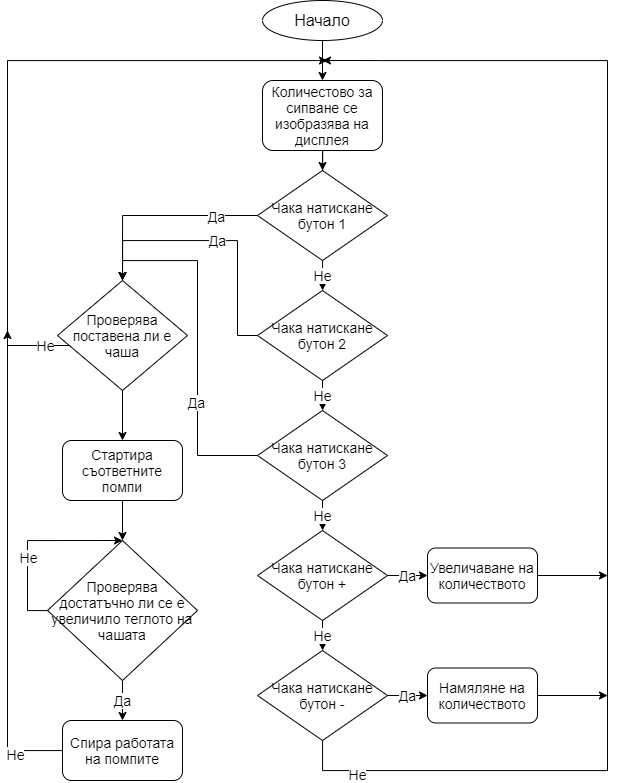 Начало
Количестово за
сипване се
изобразява на
дисплея
Чака натискане
бутон 1
Да
Да
Не
Проверява
поставена ли е
чаша
Чака натискане
бутон 2
Не
Не
Да
Чака натискане
бутон 3
Стартира
съответните
помпи
Не
Не
Чака натискане
бутон +
Да
Увеличаване на
количеството
Проверява
достатъчно ли се е
увеличило теглото на
чашата
Не
Чака натискане
бутон -
Да
Намяляне на
количеството
Да
Спира работата
на помпите
Не
Не